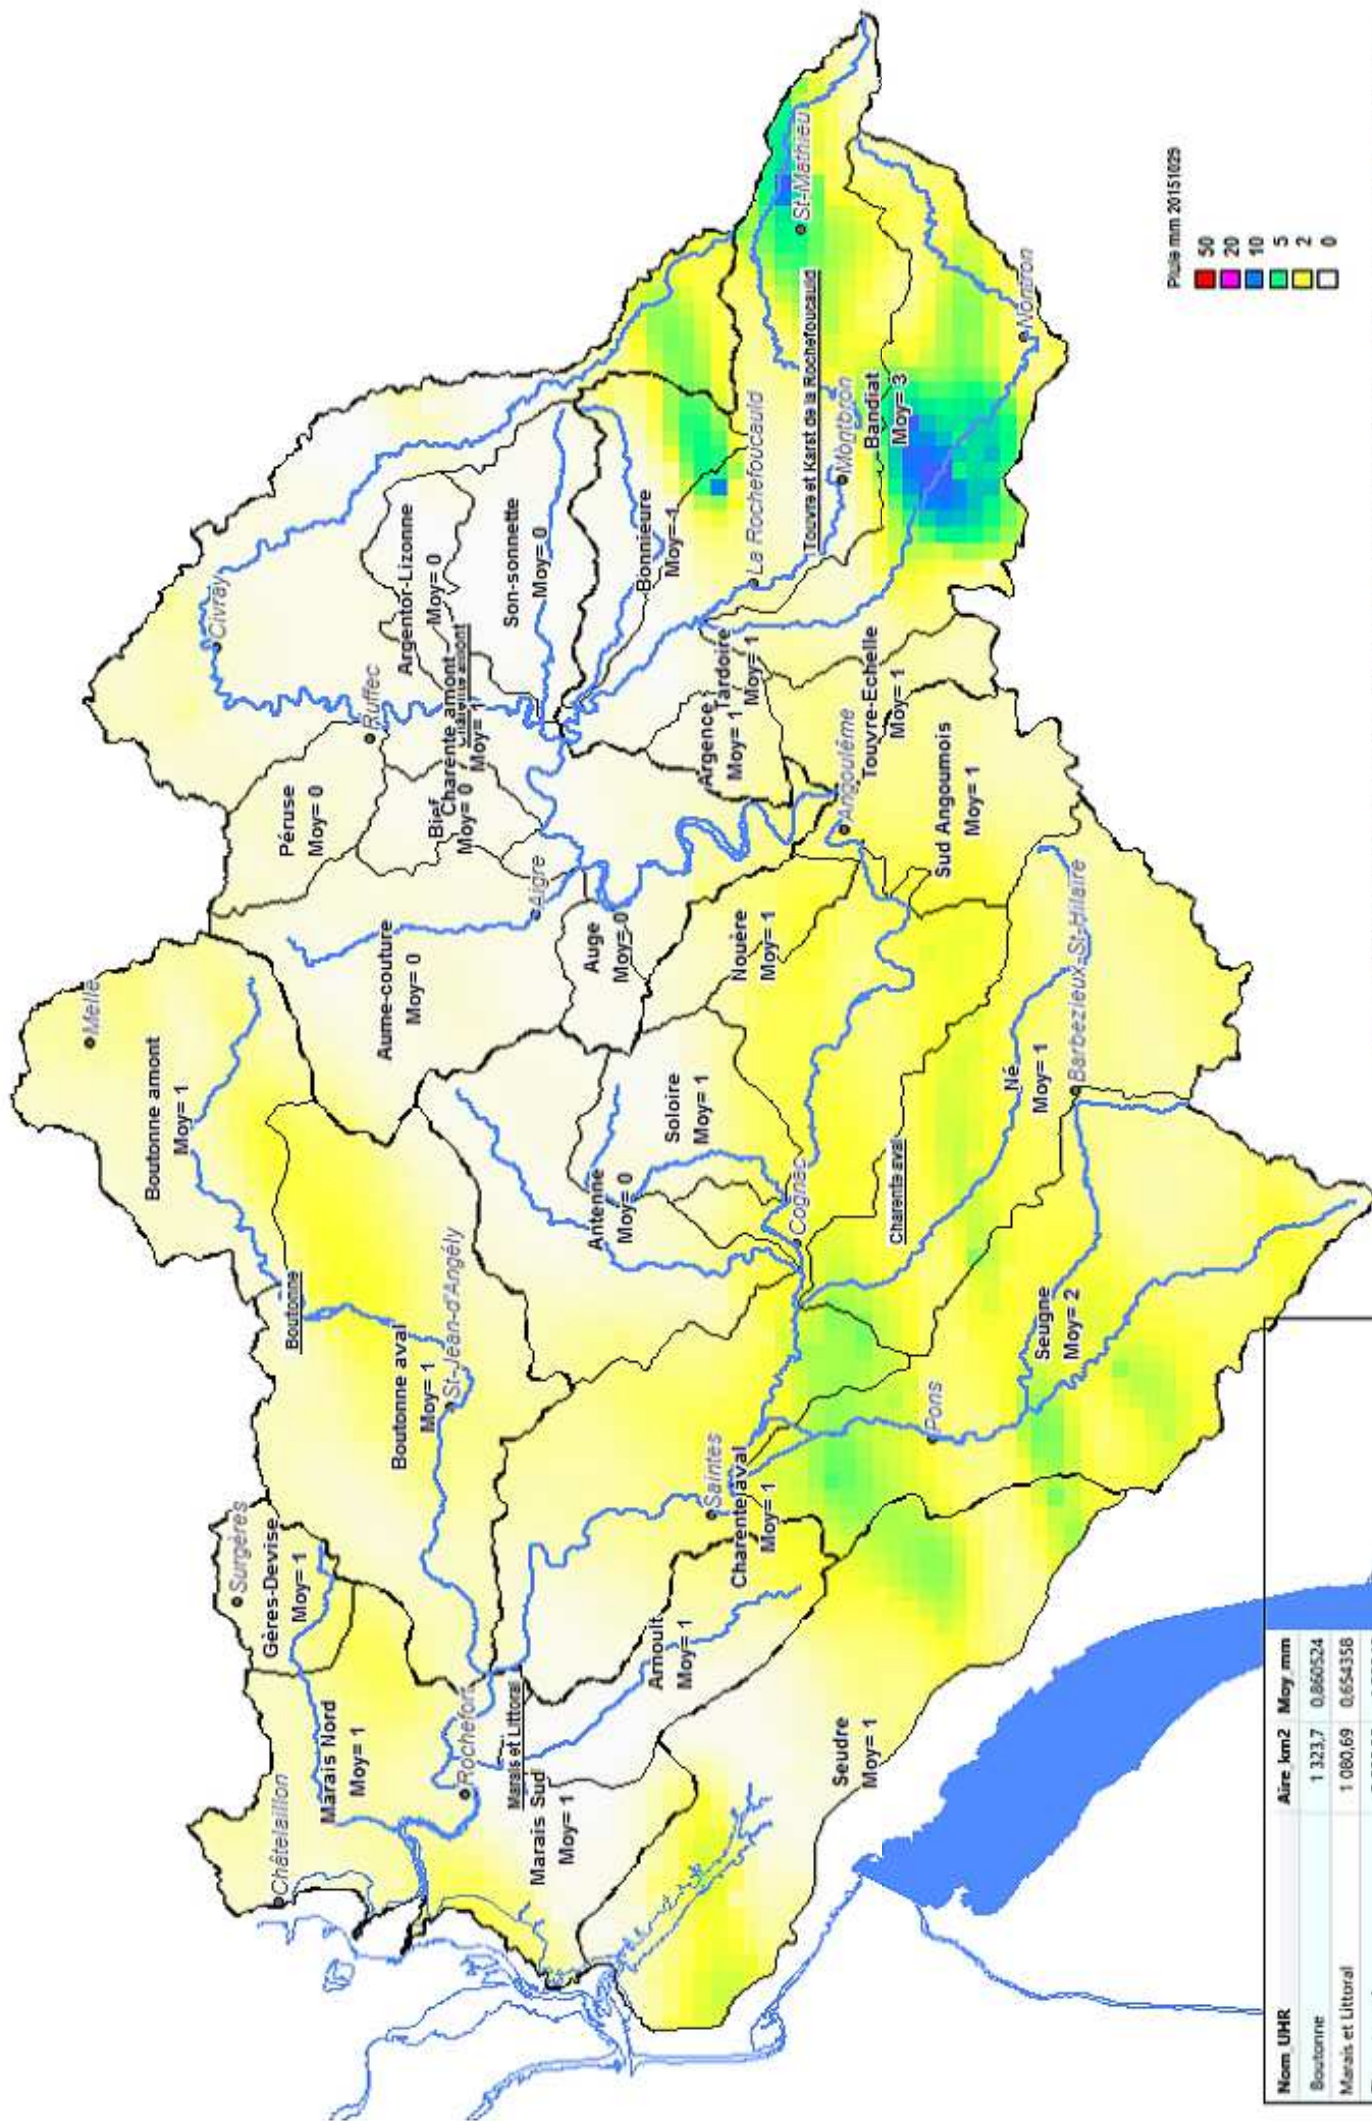 Châtelaillon
Surgères
Melle
Gères-Devise
Moy= 1
Marais Nord
Moy= 1
Boutonne amont
Moy= 1
Boutonne
Boutonne aval
Moy= 1
St-Jean-d'Angély
Rochefort
Marais et Littoral
Marais Sud
Moy= 1
Arnouit
Moy= 1
Seudre
Moy= 1
Saintes
Charente aval
Moy= 1
Pons
Seugne
Moy= 2
Antenne
Moy= 0
Soloire
Moy= 1
Cognac
Charente aval
Né
Moy= 1
Barbezieux-St-Hilaire
Péruse
Moy= 0
Civray
Ruffec
Argentor-Lizonne
Moy= 0
Bief
Moy= 0
Charente amont
Charente amont
Moy= 1
Aume-couture
Moy= 0
Aigre
Auge
Moy= 0
Nouère
Moy= 1
Son-sonnette
Moy= 0
Bonnieure
Moy= 1
La Rochefoucauld
Argence
Moy= 1
Tardoire
Moy= 1
Angoulême
Touvre-Echelle
Moy= 1
Sud Angoumois
Moy= 1
Touvre et Karst de la Rochefoucauld
Montbron
Bandiat
Moy= 3
St-Mathieu
Nontron
Pluie mm 20151029
50
20
10
5
2
0
Nom_UHR Aire_km2 Moy_mm
Boutonne 1 323,7 0,860524
Marais et Littoral 1 080,69 0,654358